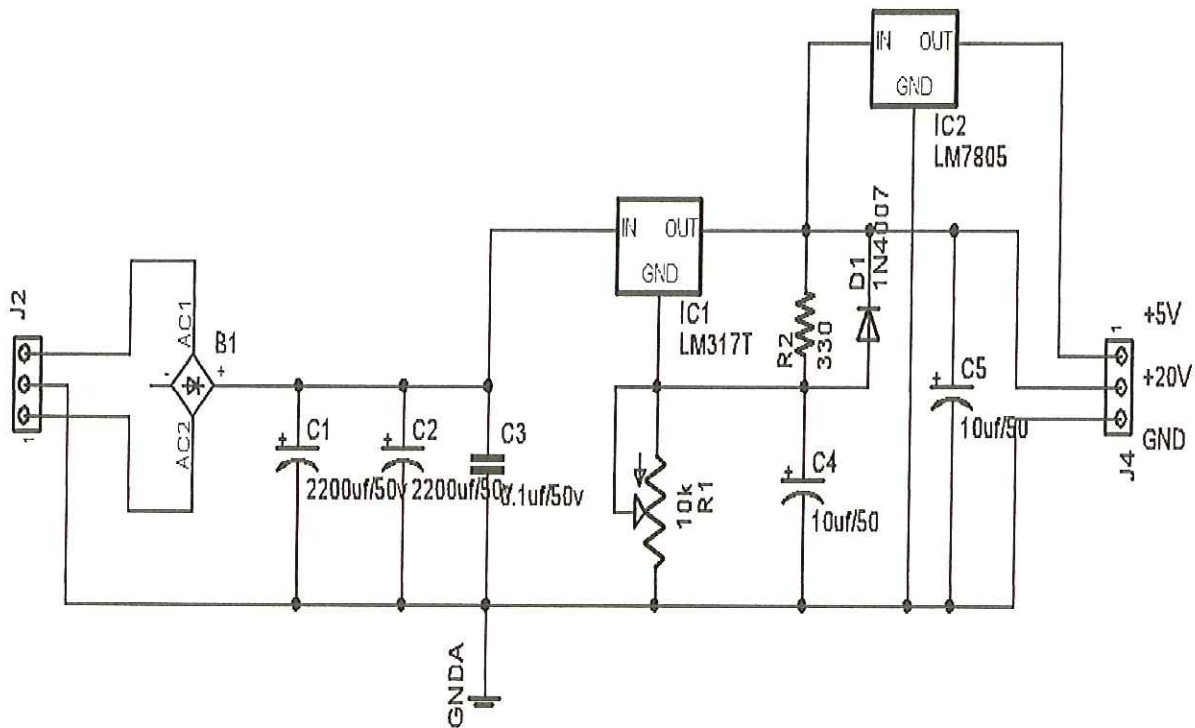 IN OUT
GND
IC2
LM7805
IN OUT
GND
IC1
LM317T
D1
1N4007
R2
330
J2
1
AC1
AC2
B1
-
+
+
C1
2200uf/50v
+
C2
2200uf/50v
C3
0.1uf/50v
10k
R1
+
C4
10uf/50
+
C5
10uf/50
1
+5V
+20V
GND
J4
GNDA